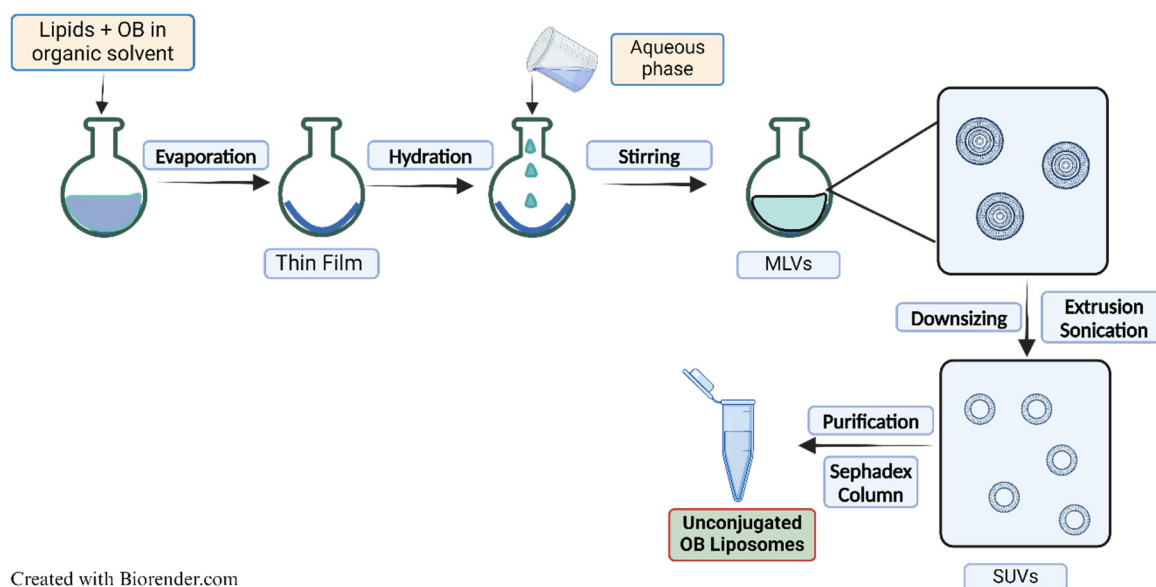 Lipids + OB in
organic solvent
Aqueous
phase
Evaporation
Hydration
Stirring
Thin Film
MLVs
Downsizing
Extrusion
Sonication
Purification
Sephadex
Column
Unconjugated
OB Liposomes
SUVs
Created with Biorender.com